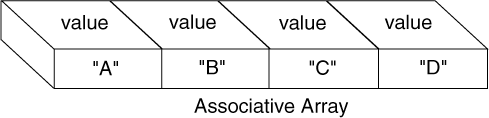 value value value value
"A" "B" "C" "D"
Associative Array